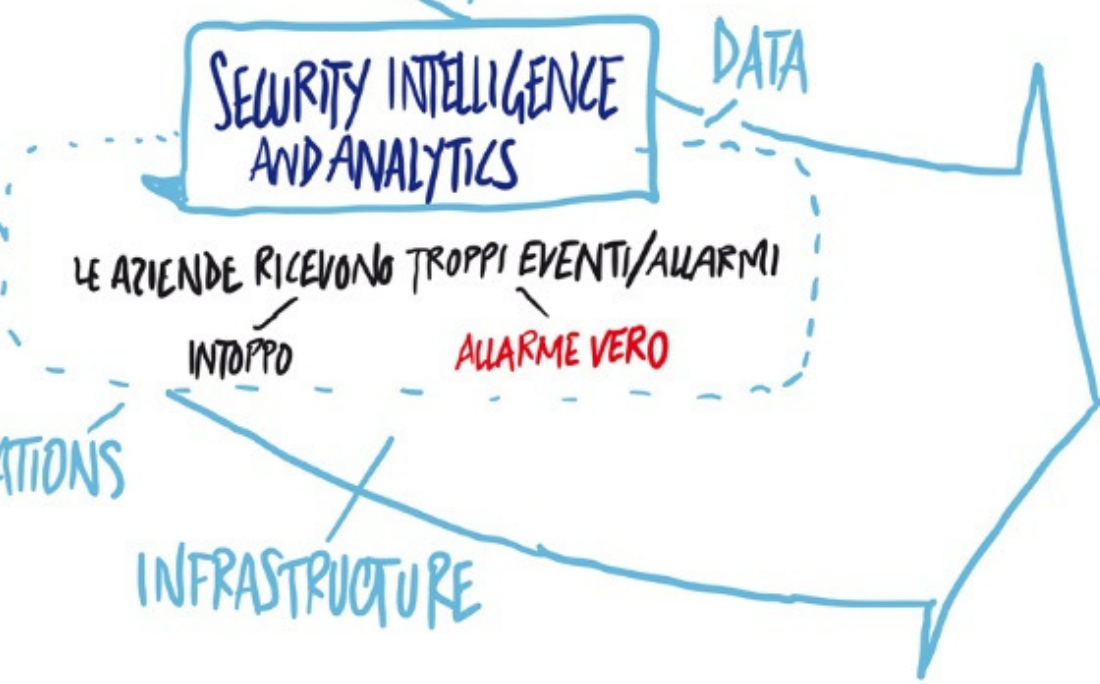 SECURITY INTELLIGENCE
AND ANALYTICS
DATA
LE AZIENDE RICEVONO TROPPI EVENTI/ALLARMI
INTOPPO
ALLARME VERO
ATIONS
INFRASTRUCTURE